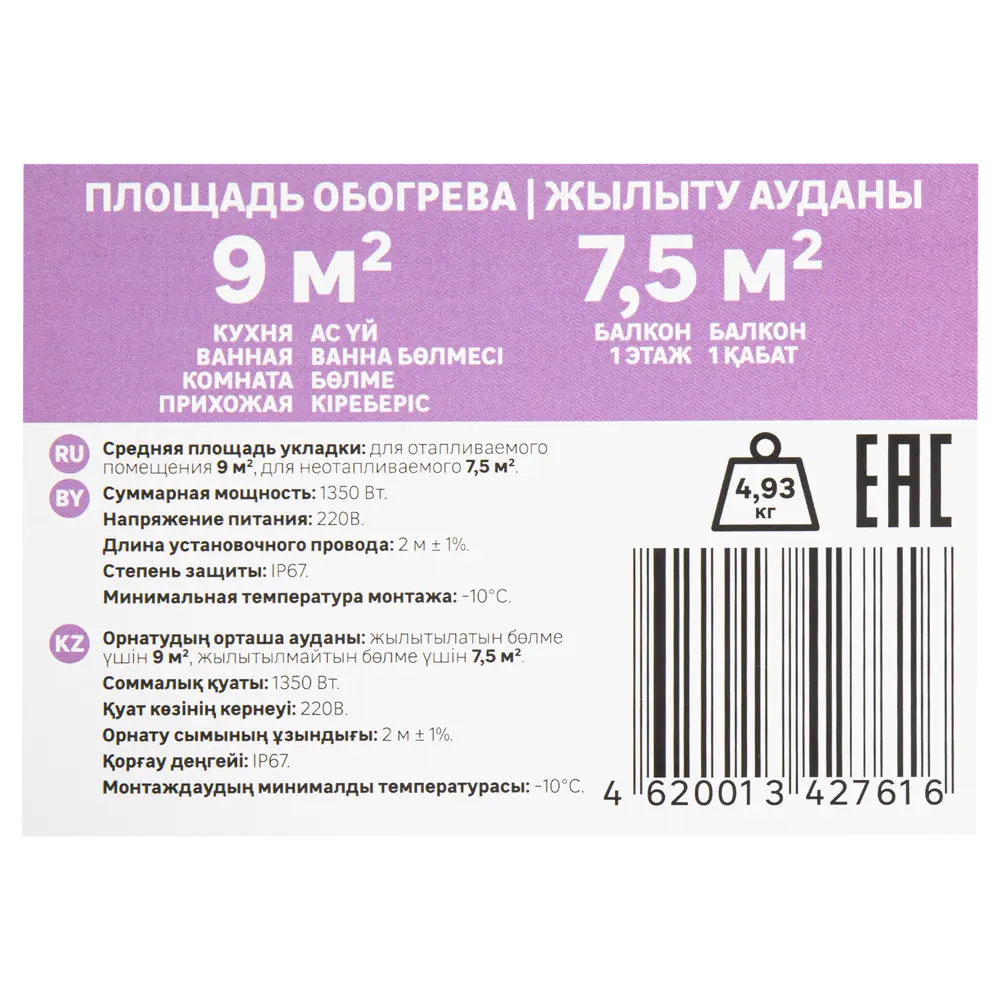 ПЛОЩАДЬ ОБОГРЕВА | ЖЫЛЫТУ АУДАНЫ
9 м² 7,5 м²
КУХНЯ АС ҮЙ
ВАННАЯ ВАННА БӨЛМЕСІ
КОМНАТА БӨЛМЕ
ПРИХОЖАЯ КІРЕБЕРІС
БАЛКОН БАЛКОН
1 ЭТАЖ 1 ҚАБАТ
RU
BY
Средняя площадь укладки: для отапливаемого
помещения 9 м², для неотапливаемого 7,5 м².
Суммарная мощность: 1350 Вт.
Напряжение питания: 220В.
Длина установочного провода: 2 м ± 1%.
Степень защиты: IP67.
Минимальная температура монтажа: -10°С.
KZ
Орнатудың орташа ауданы: жылытылатын бөлме
үшін 9 м², жылытылмайтын бөлме үшін 7,5 м².
Соммалық қуаты: 1350 Вт.
Қуат көзінің кернеуі: 220В.
Орнату сымының ұзындығы: 2 м ± 1%.
Қорғау деңгейі: IP67.
Монтаждаудың минималды температурасы: -10°С.
4,93
кг
EAC
4 620013 427616